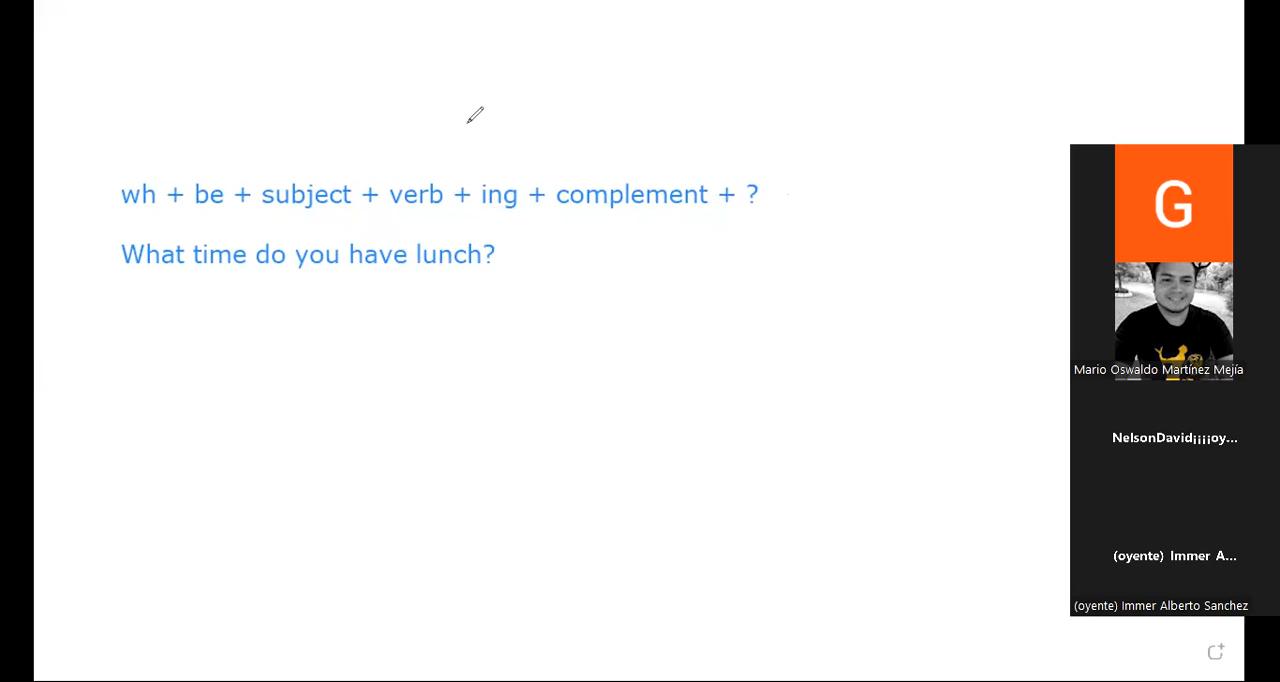 wh + be + subject + verb + ing + complement + ?
What time do you have lunch?
G
Mario Oswaldo Martínez Mejía
NelsonDavid¡¡¡¡oy...
(oyente) Immer A...
(oyente) Immer Alberto Sanchez